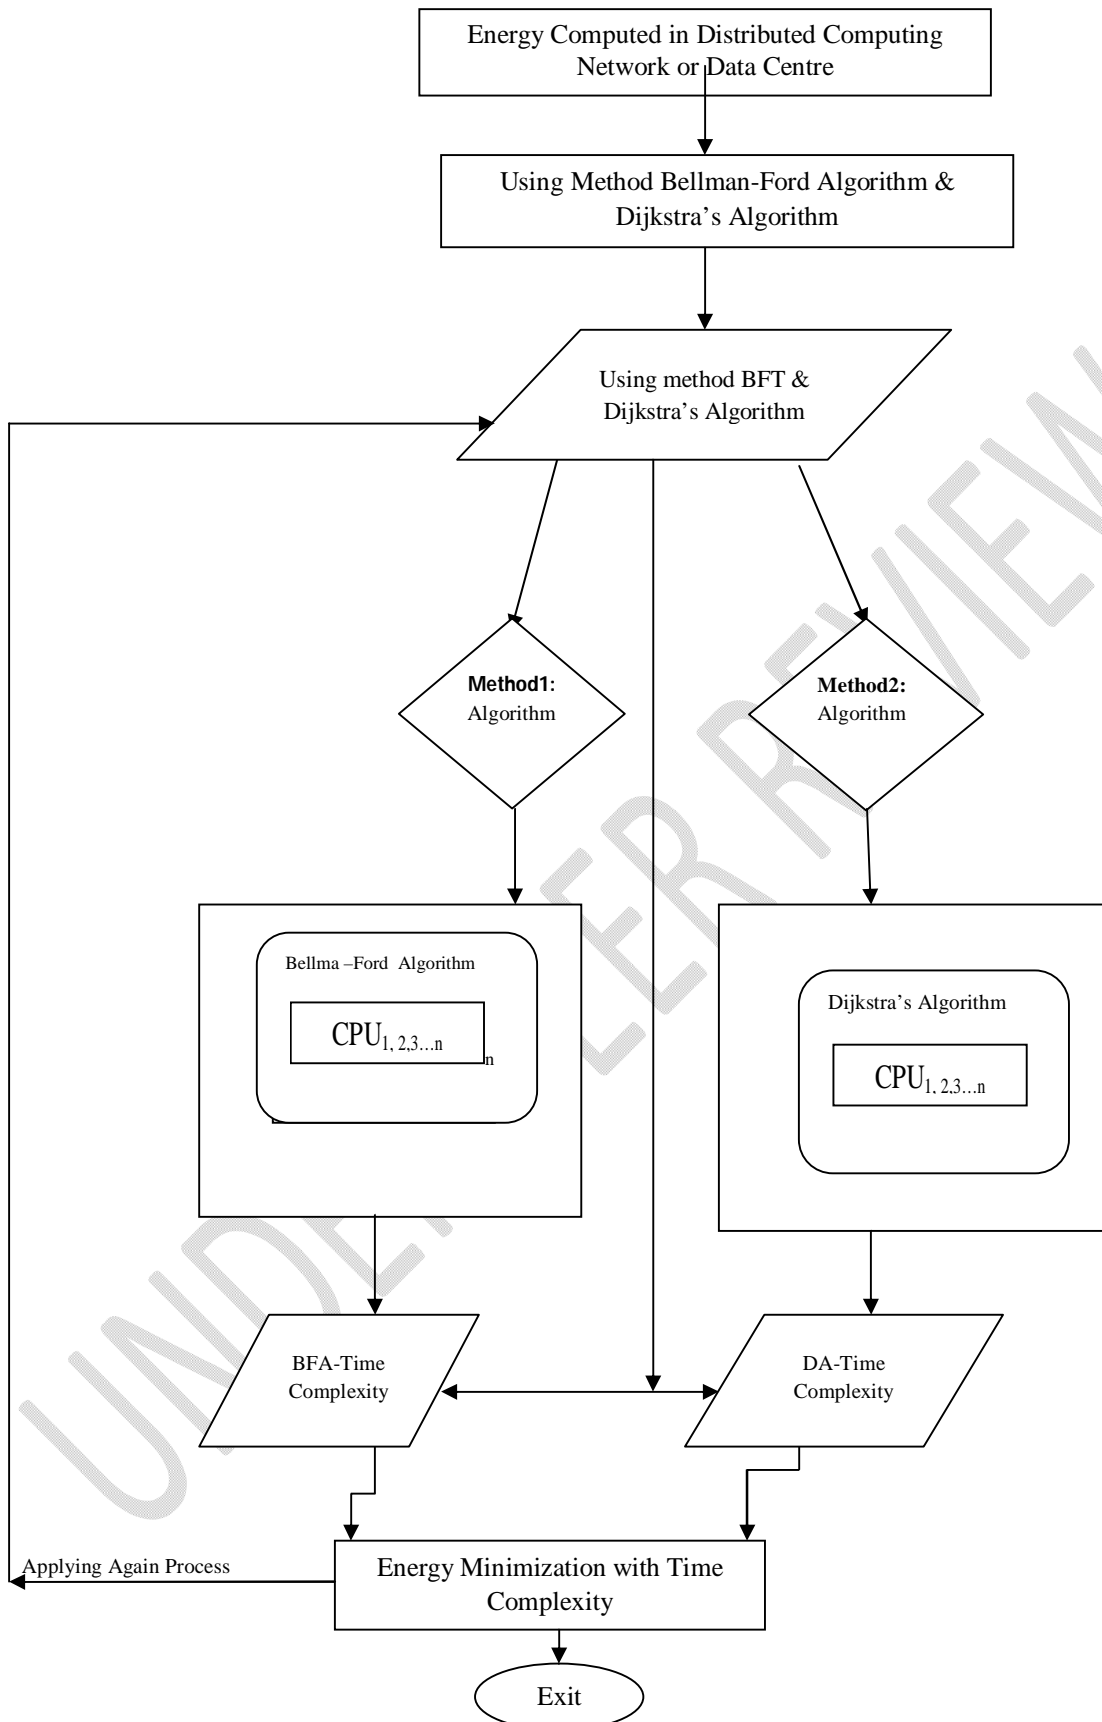 Energy Computed in Distributed Computing
Network or Data Centre
Using Method Bellman-Ford Algorithm &
Dijkstra’s Algorithm
Using method BFT &
Dijkstra’s Algorithm
Method1:
Algorithm
Method2:
Algorithm
Bellma –Ford Algorithm
CPU1, 2,3…n
n
Dijkstra’s Algorithm
CPU1, 2,3…n
BFA-Time
Complexity
DA-Time
Complexity
Applying Again Process
Energy Minimization with Time
Complexity
Exit
UNDER PEER REVIEW